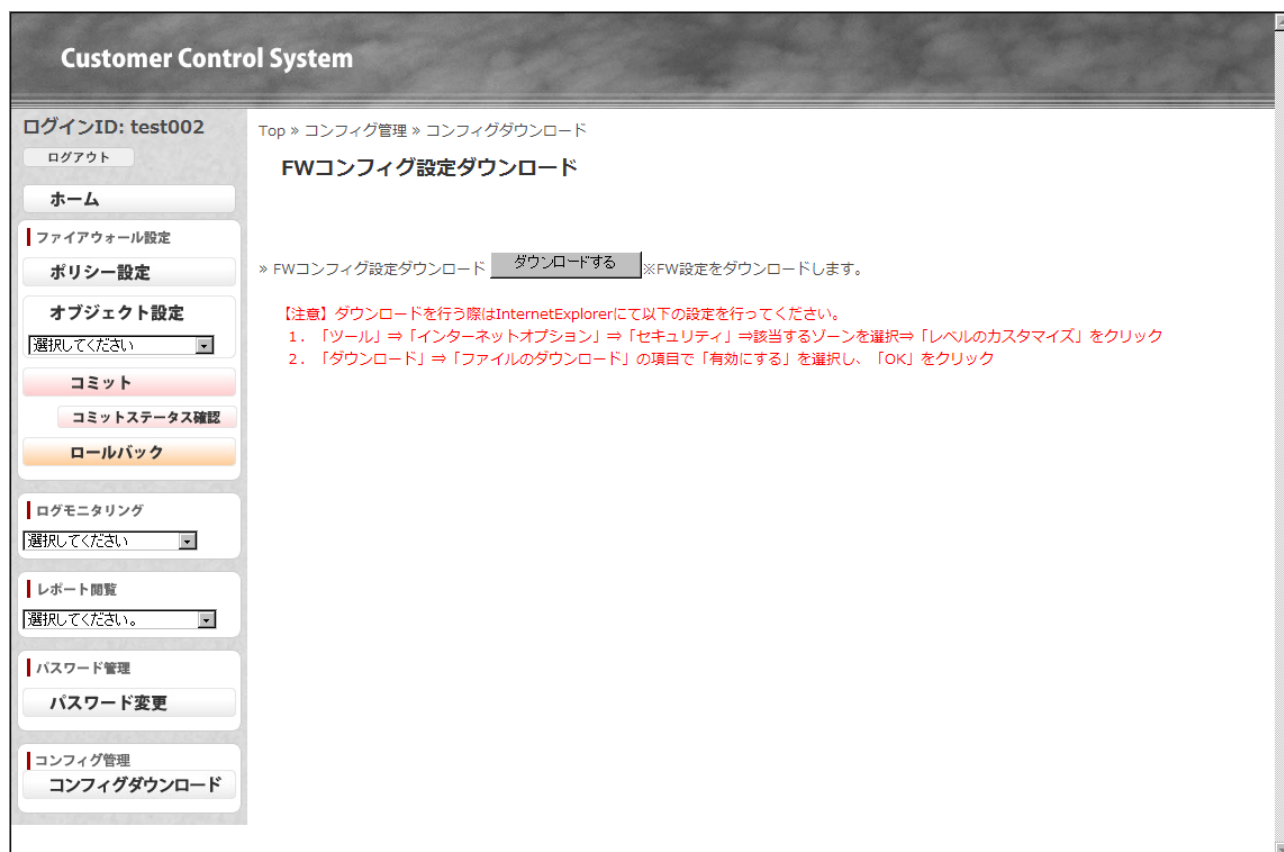 Customer Control System
ログインID: test002
ログアウト
ホーム
ファイアウォール設定
ポリシー設定
オブジェクト設定
選択してください
コミット
コミットステータス確認
ロールバック
ログモニタリング
選択してください
レポート閲覧
選択してください。
パスワード管理
パスワード変更
コンフィグ管理
コンフィグダウンロード
Top » コンフィグ管理 » コンフィグダウンロード
FWコンフィグ設定ダウンロード
» FWコンフィグ設定ダウンロード ダウンロードする ※FW設定をダウンロードします。
【注意】ダウンロードを行う際はInternetExplorerにて以下の設定を行ってください。
1．「ツール」⇒「インターネットオプション」⇒「セキュリティ」⇒該当するゾーンを選択⇒「レベルのカスタマイズ」をクリック
2．「ダウンロード」⇒「ファイルのダウンロード」の項目で「有効にする」を選択し、「OK」をクリック